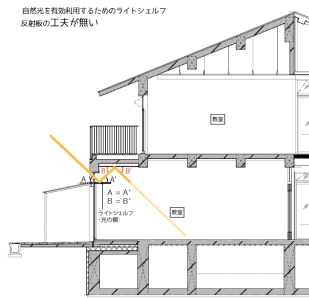 自然光を有効利用するためのライトシェルフ
反射板の工夫が無い
教室
B B'
A A'
A = A'
B = B'
ライトシェルフ
(光の棚)
教室